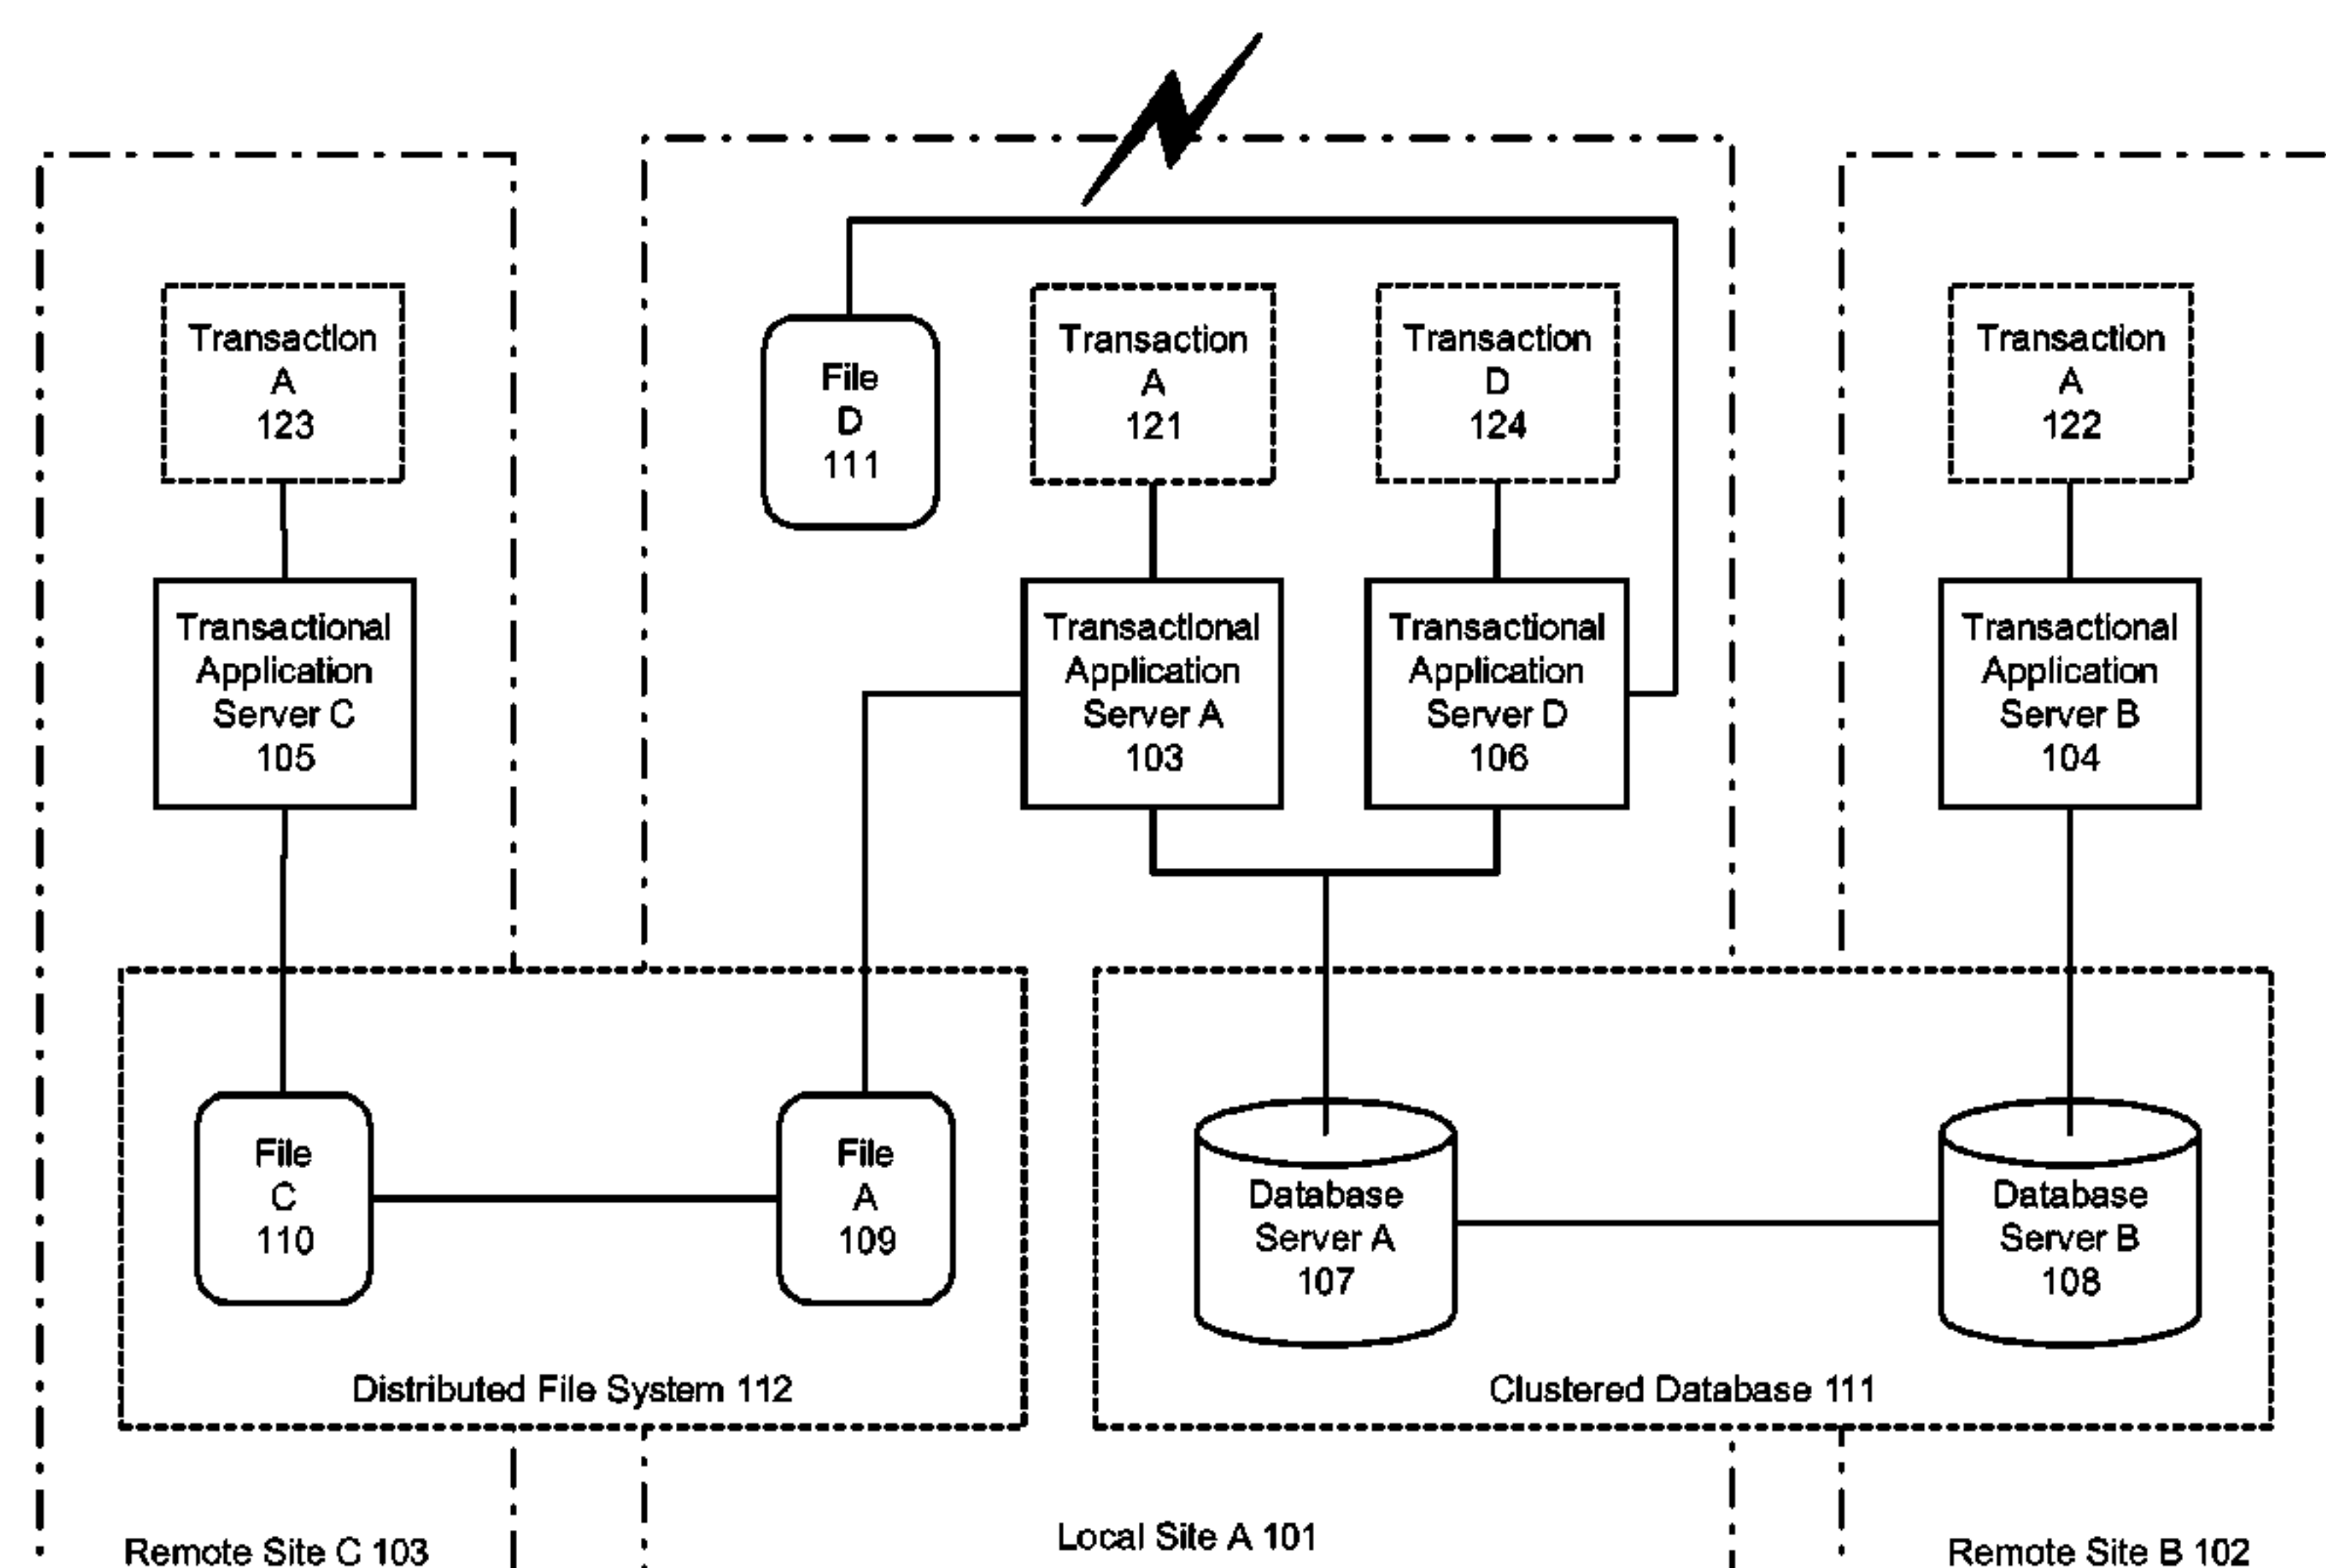 Transaction
A
123
File
D
111
Transaction
A
121
Transaction
D
124
Transaction
A
122
Transactional
Application
Server C
105
Transactional
Application
Server A
103
Transactional
Application
Server D
106
Transactional
Application
Server B
104
File
C
110
File
A
109
Database
Server A
107
Database
Server B
108
Distributed File System 112
Clustered Database 111
Remote Site C 103
Local Site A 101
Remote Site B 102